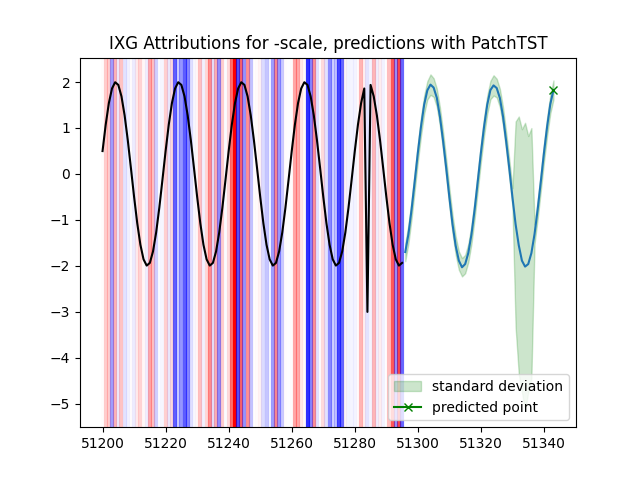 IXG Attributions for -scale, predictions with PatchTST
2
1
0
−1
−2
−3
−4
−5
standard deviation
predicted point
51200 51220 51240 51260 51280 51300 51320 51340